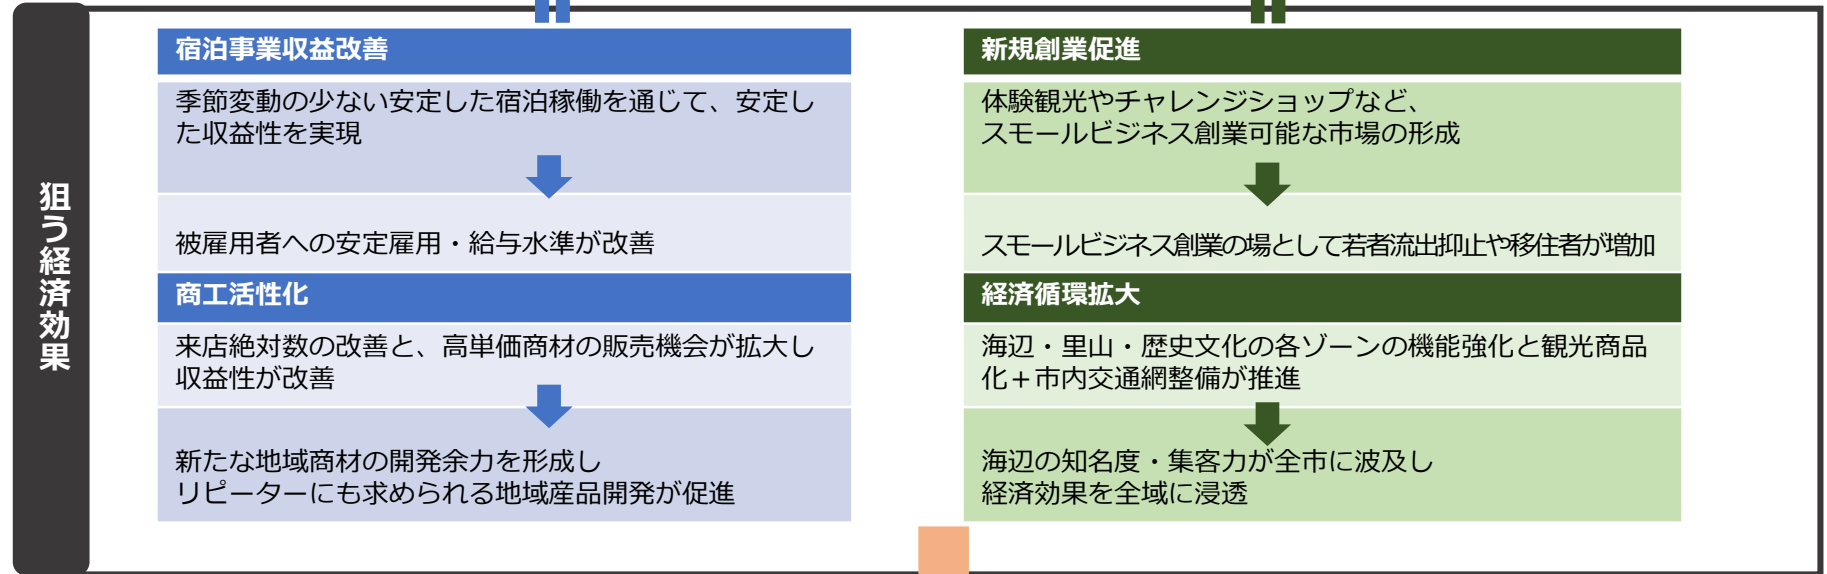 狙う経済効果
宿泊事業収益改善
季節変動の少ない安定した宿泊稼働を通じて、安定し
た収益性を実現
被雇用者への安定雇用・給与水準が改善
商工活性化
来店絶対数の改善と、高単価商材の販売機会が拡大し
収益性が改善
新たな地域商材の開発余力を形成し
リピーターにも求められる地域産品開発が促進
新規創業促進
体験観光やチャレンジショップなど、
スモールビジネス創業可能な市場の形成
スモールビジネス創業の場として若者流出抑止や移住者が増加
経済循環拡大
海辺・里山・歴史文化の各ゾーンの機能強化と観光商品
化＋市内交通網整備が推進
海辺の知名度・集客力が全市に波及し
経済効果を全域に浸透